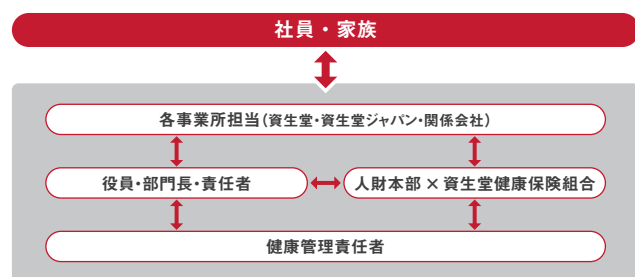 社員・家族
各事業所担当(資生堂・資生堂ジャパン・関係会社)
役員・部門長・責任者
人財本部 × 資生堂健康保険組合
健康管理責任者